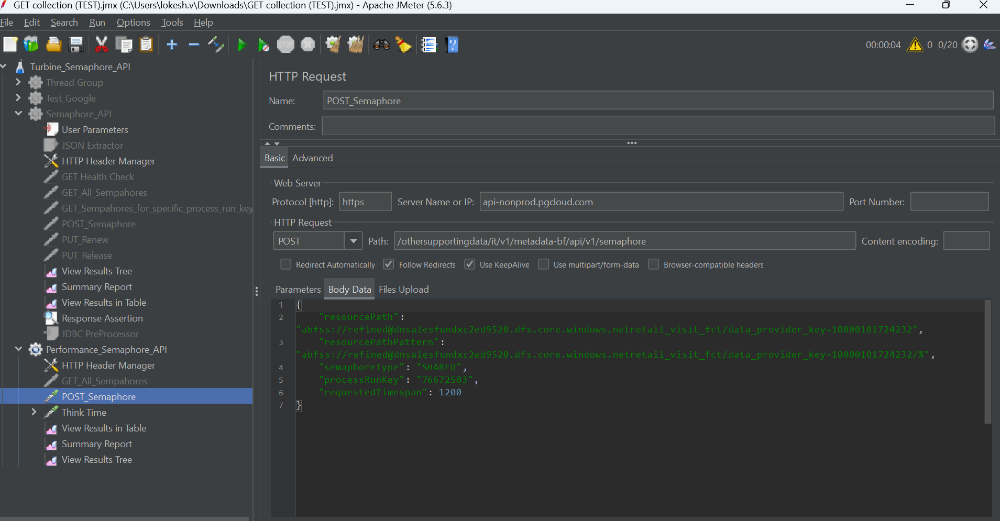 GET collection (TEST).jmx (C:\Users\lokesh.v\Downloads\GET collection (TEST).jmx) - Apache JMeter (5.6.3)
File Edit Search Run Options Tools Help
STOP
00:00:04 0 0/20
Turbine_Semaphore_API
Thread Group
Test_Google
Semaphore_API
User Parameters
JSON Extractor
HTTP Header Manager
GET Health Check
GET_All_Sempahores
GET_Sempahores_for_specific_process_run_key
POST_Semaphore
PUT_Renew
PUT_Release
View Results Tree
Summary Report
View Results in Table
Response Assertion
JDBC PreProcessor
Performance_Semaphore_API
HTTP Header Manager
GET_All_Sempahores
POST_Semaphore
Think Time
View Results in Table
Summary Report
View Results Tree
HTTP Request
Name: POST_Semaphore
Comments:
Basic Advanced
Web Server
Protocol [http]: https Server Name or IP: api-nonprod.pgcloud.com Port Number:
HTTP Request
POST Path: /othersupportingdata/it/v1/metadata-bf/api/v1/semaphore Content encoding:
Redirect Automatically Follow Redirects Use KeepAlive Use multipart/form-data Browser-compatible headers
Parameters Body Data Files Upload
1 {
2 "resourcePath":
"abfss://refined@dnsalesfundxc2ed9520.dfs.core.windows.netretail_visit_fct/data_provider_key=10000101724232",
3 "resourcePathPattern":
"abfss://refined@dnsalesfundxc2ed9520.dfs.core.windows.netretail_visit_fct/data_provider_key=10000101724232/%",
4 "semaphoreType": "SHARED",
5 "processRunKey": "76672503",
6 "requestedTimespan": 1200
7 }